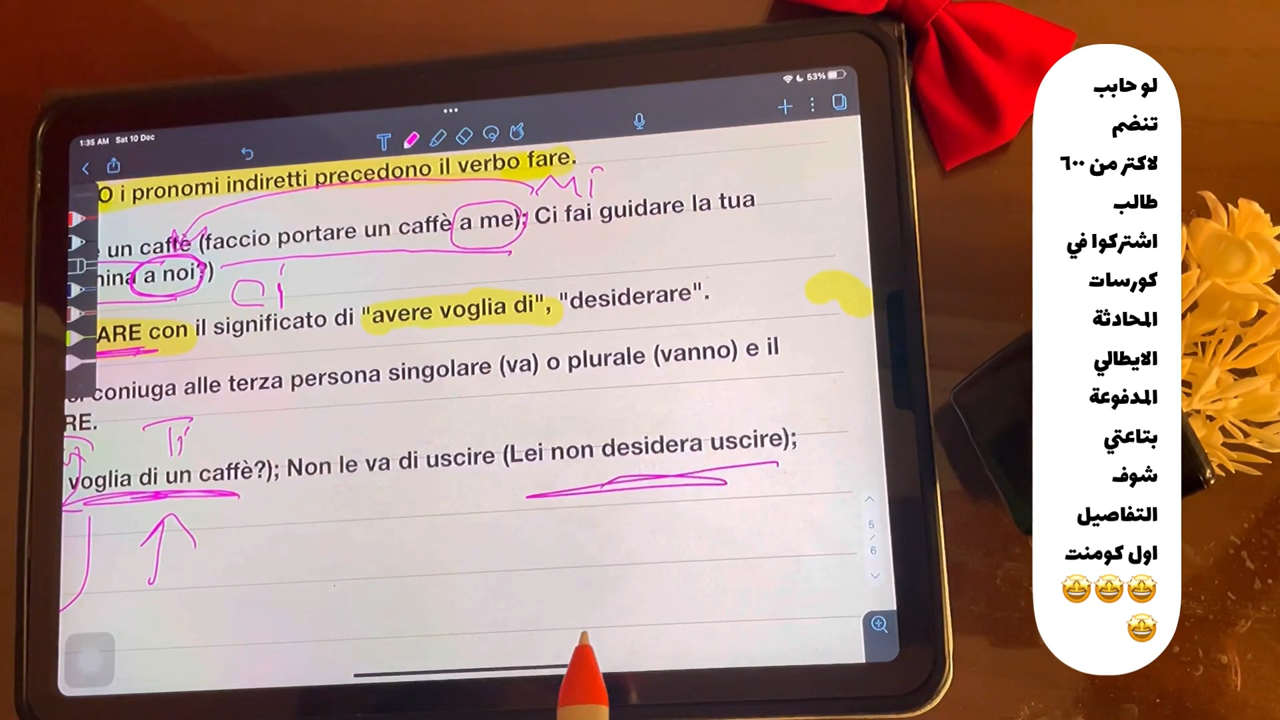 1:35 AM Sat 10 Dec
53%
T
O i pronomi indiretti precedono il verbo fare.
Mi
un caffè (faccio portare un caffè a me); Ci fai guidare la tua
nina a noi?)
ci
ARE con il significato di "avere voglia di", "desiderare".
coniuga alle terza persona singolare (va) o plurale (vanno) e il
RE.
Ti
voglia di un caffè?); Non le va di uscire (Lei non desidera uscire);
5
/
6
لو حابب
تنضم
لاكتر من ٦٠٠
طالب
اشتركوا في
كورسات
المحادثة
الايطالي
المدفوعة
بتاعتي
شوف
التفاصيل
اول كومنت
🤩🤩🤩
🤩